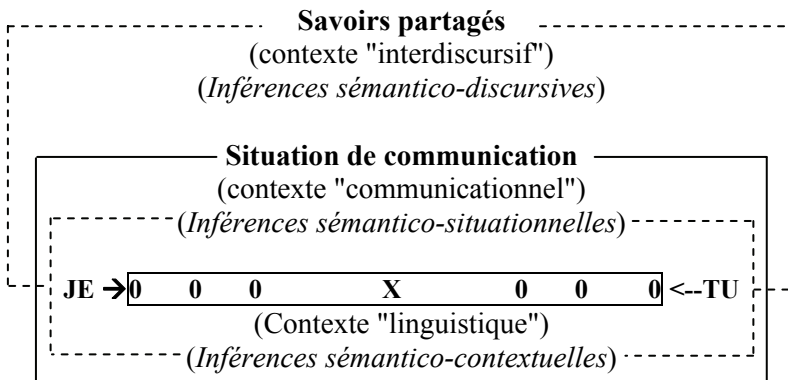 Savoirs partagés
(contexte "interdiscursif")
(Inférences sémantico-discursives)
Situation de communication
(contexte "communicationnel")
(Inférences sémantico-situationnelles)
JE → 0 0 0 X 0 0 0 <--TU
(Contexte "linguistique")
(Inférences sémantico-contextuelles)